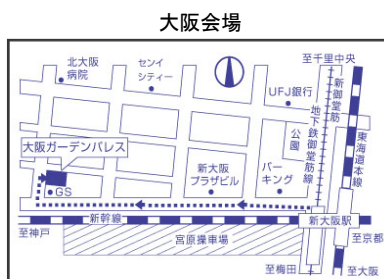 大阪会場
至千里中央
北大阪
病院
センイ
シティー
UFJ銀行
新御堂筋
地下鉄御堂筋線
東海道本線
公園
大阪ガーデンパレス
GS
新大阪
プラザビル
パー
キング
新幹線
新大阪駅
至神戸
宮原操車場
至京都
至梅田
至大阪